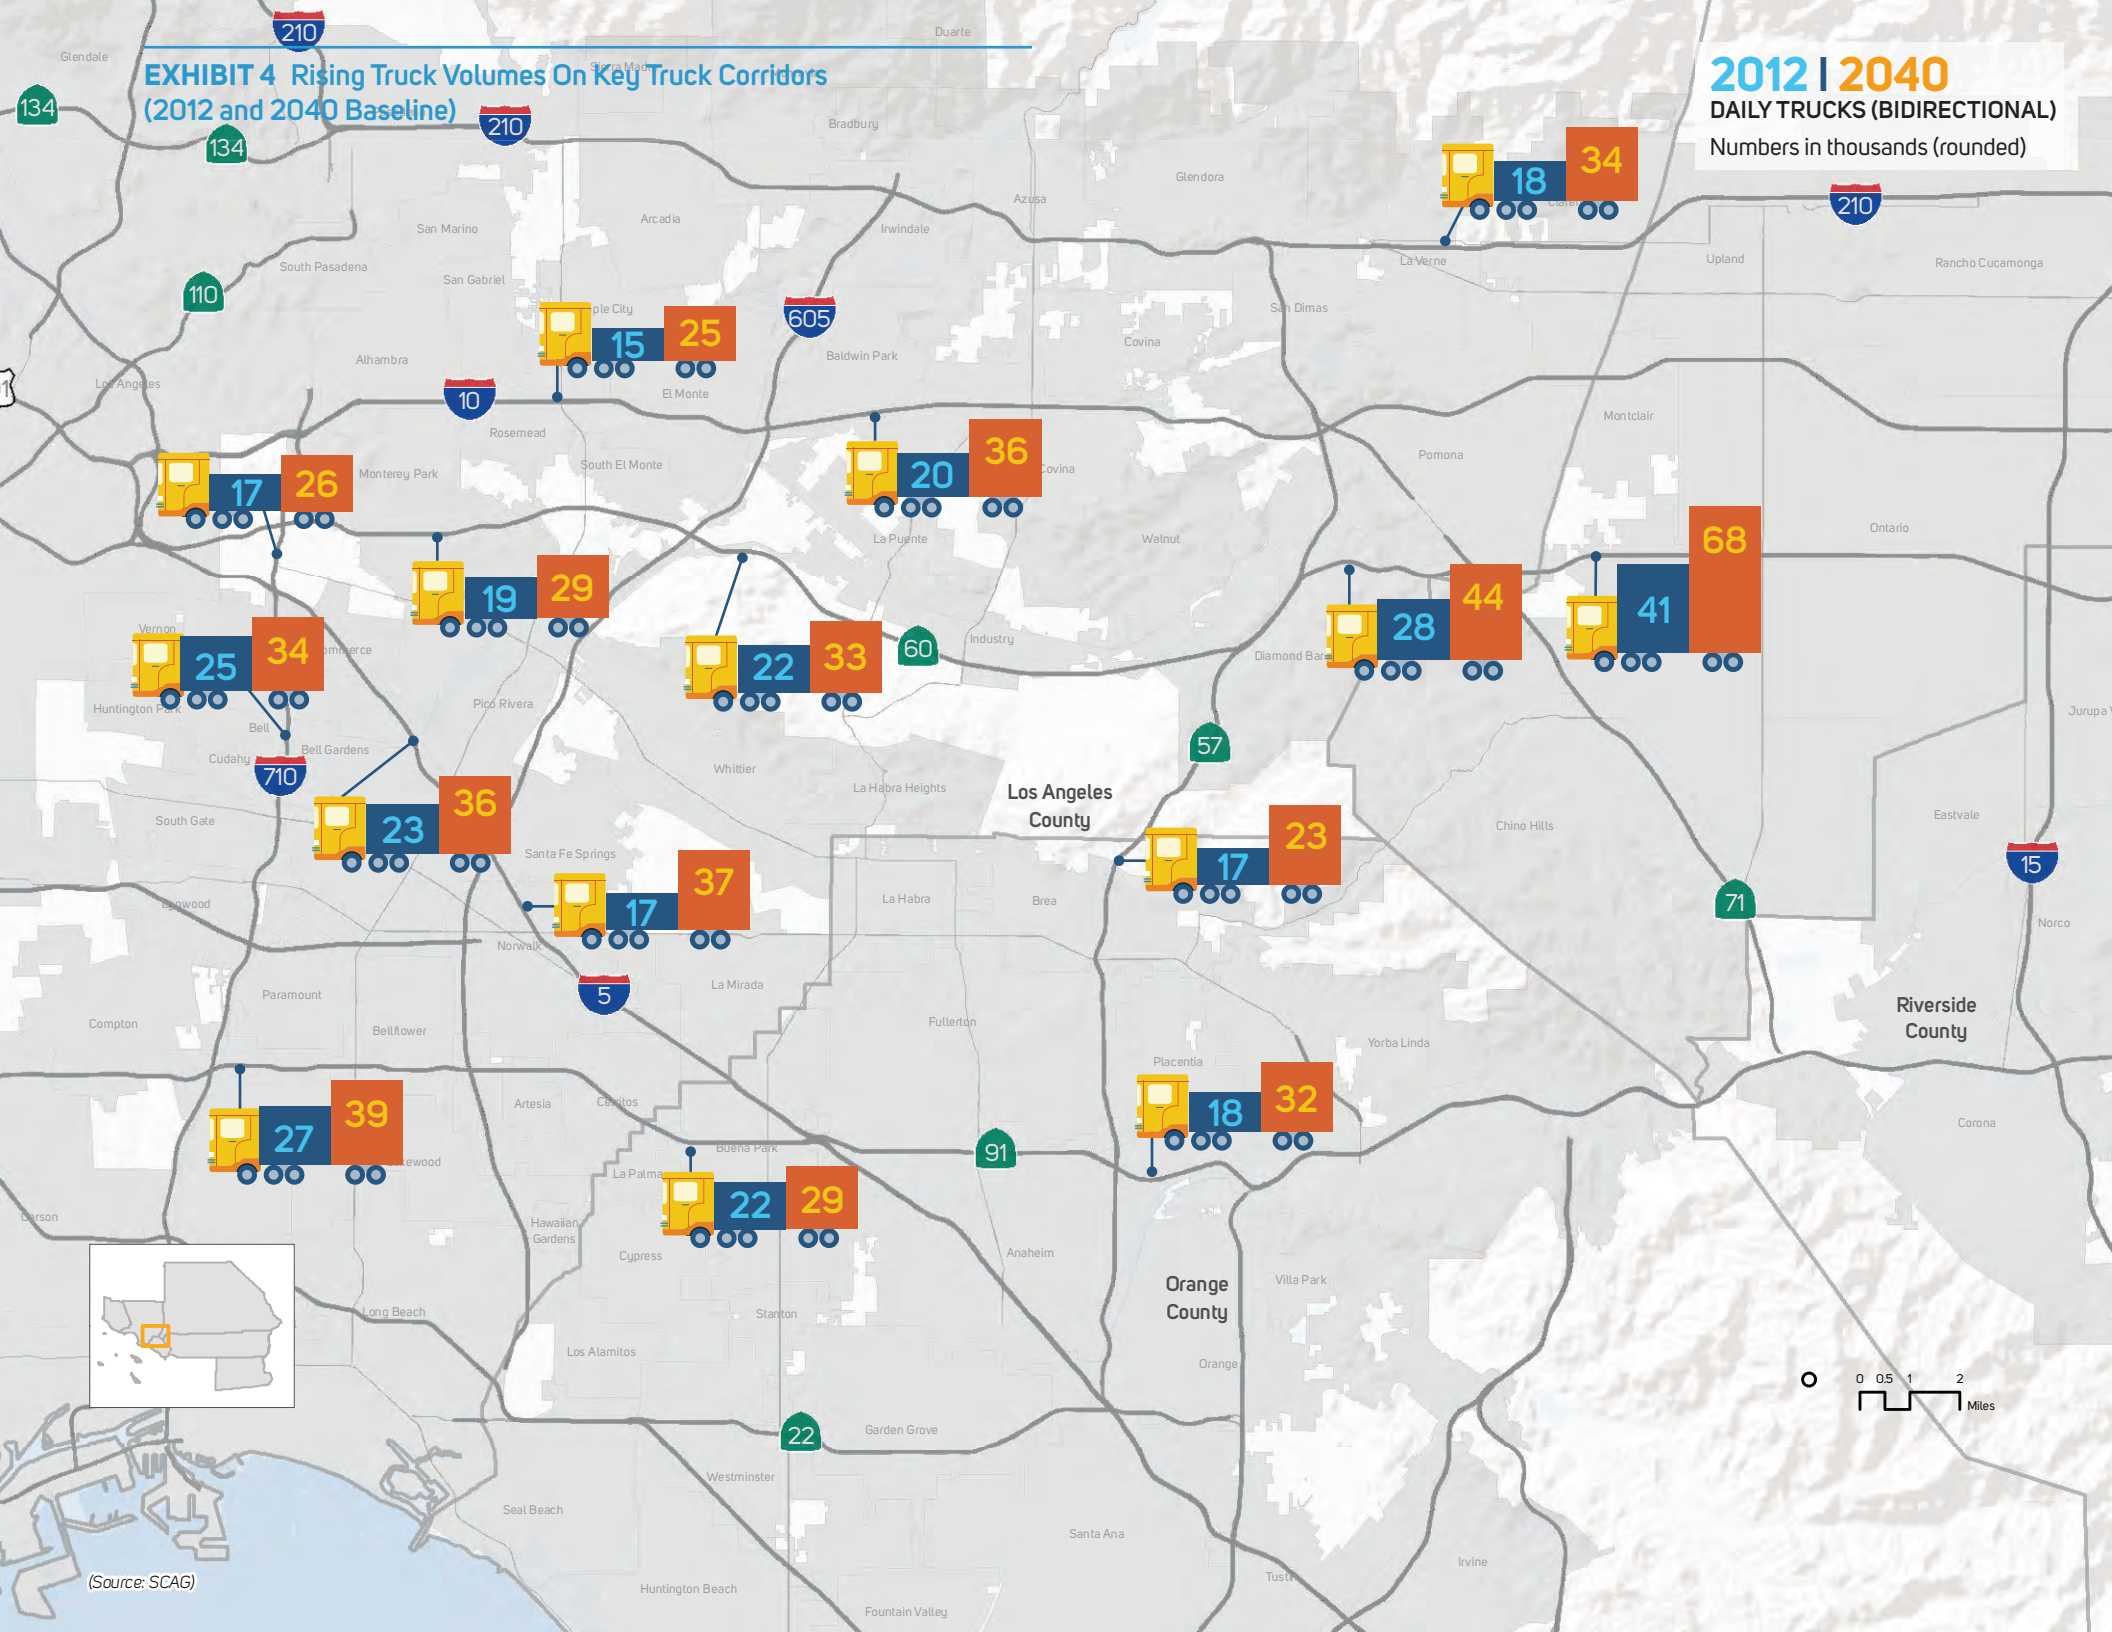 210
Duarte
Glendale
EXHIBIT 4 Rising Truck Volumes On Key Truck Corridors
(2012 and 2040 Baseline)
2012 | 2040
DAILY TRUCKS (BIDIRECTIONAL)
Numbers in thousands (rounded)
134
134
210
Bradbury
18
34
Glendora
Azusa
210
San Marino
Arcadia
Irwindale
La Verne
Upland
Rancho Cucamonga
South Pasadena
San Gabriel
110
605
San Dimas
15
25
Covina
Alhambra
Baldwin Park
Los Angeles
El Monte
10
Montclair
Rosemead
20
36
Covina
Pomona
17
26
Monterey Park
South El Monte
Ontario
La Puente
Walnut
68
19
29
28
44
41
Vernon
25
34
22
33
60
Industry
Diamond Bar
Huntington Park
Pico Rivera
Jurupa
Bell
Bell Gardens
57
Cudahy
710
Whittier
La Habra Heights
Los Angeles
County
23
36
South Gate
Eastvale
Chino Hills
Santa Fe Springs
17
23
15
17
37
La Habra
Brea
71
Norco
Norwalk
La Mirada
5
Paramount
Riverside
County
Compton
Bellflower
Fullerton
Placentia
Yorba Linda
27
39
Artesia
Cerritos
18
32
Corona
Buena Park
91
La Palma
22
29
Carson
Hawaiian
Gardens
Cypress
Anaheim
Orange
County
Villa Park
Long Beach
Stanton
Los Alamitos
Orange
0 0.5 1 2
Miles
22
Garden Grove
Westminster
Seal Beach
Santa Ana
Irvine
(Source: SCAG)
Huntington Beach
Tustin
Fountain Valley